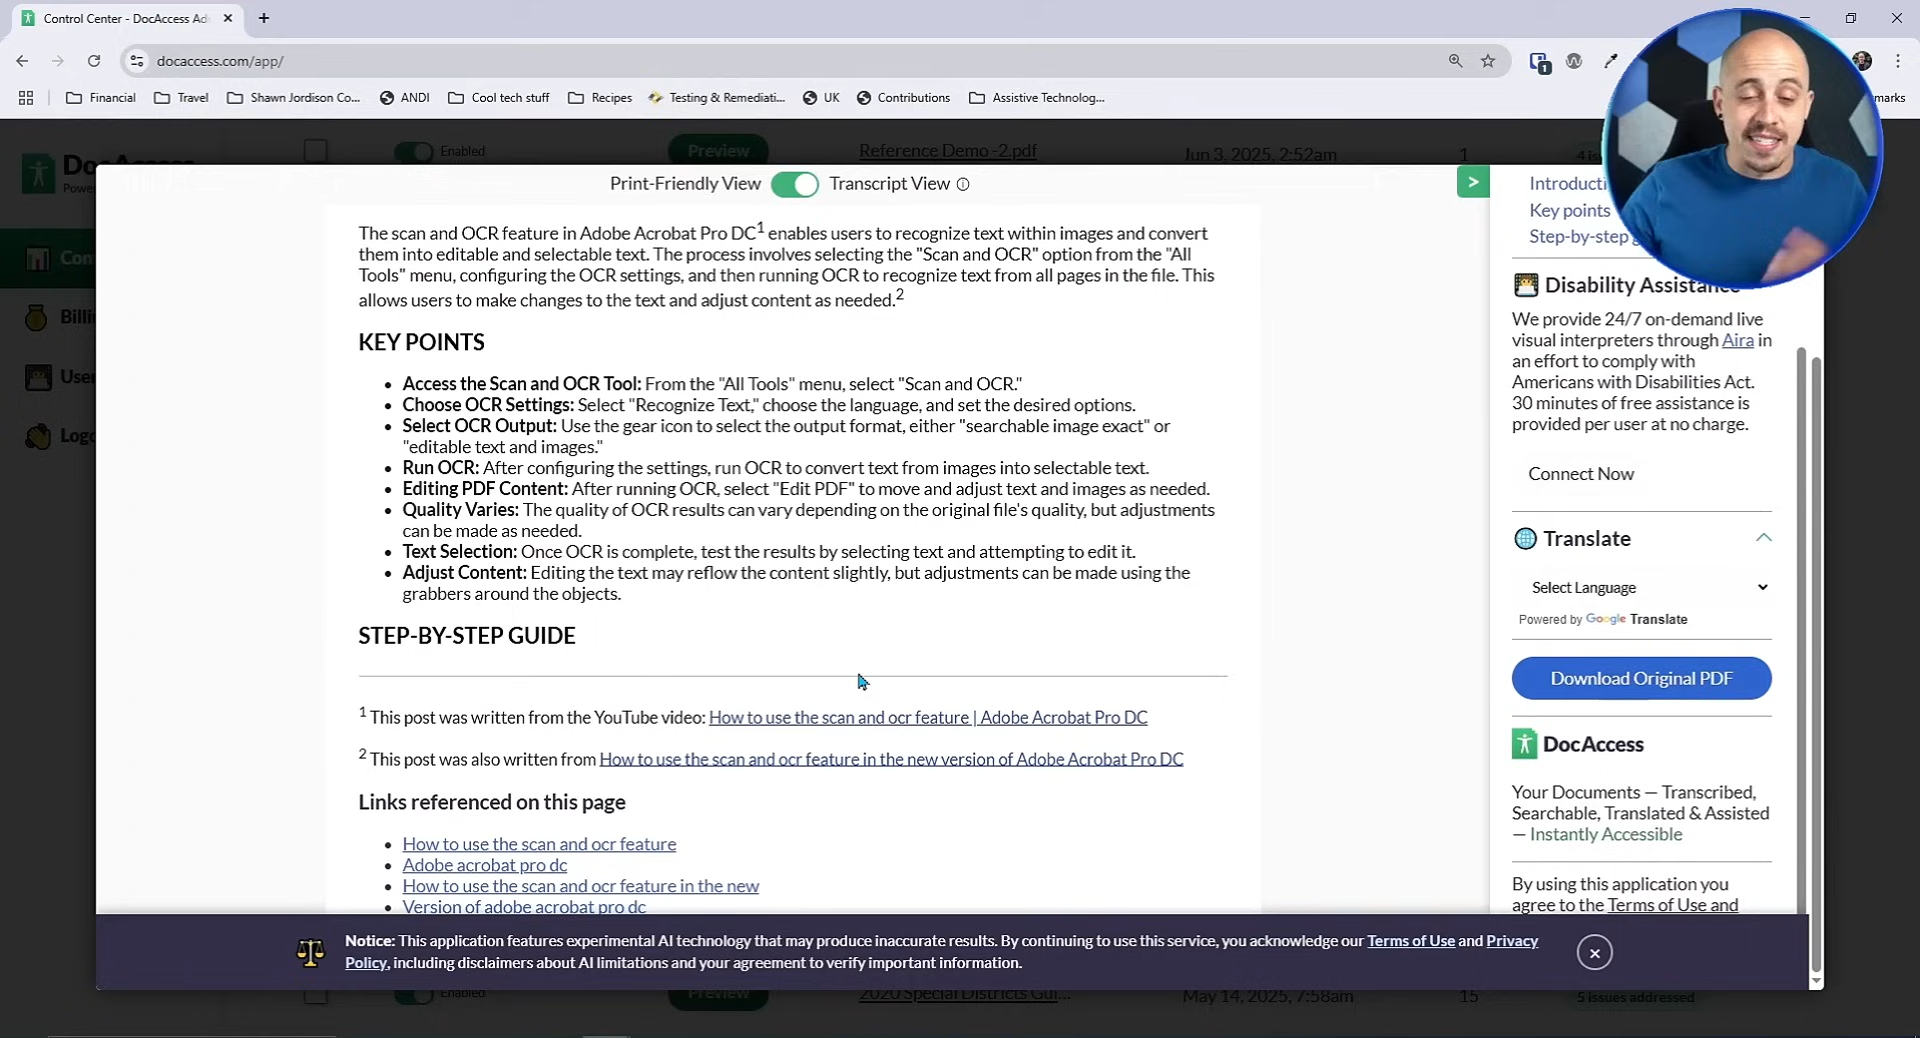 Control Center - DocAccess Ad
docaccess.com/app/
1
Financial
Travel
Shawn Jordison Co...
ANDI
Cool tech stuff
Recipes
Testing & Remediati...
UK
Contributions
Assistive Technolog...
marks
Enabled
Preview
Reference Demo -2.pdf
Jun 3, 2025, 2:52am
1
DocAccess
Print-Friendly View
Transcript View
>
The scan and OCR feature in Adobe Acrobat Pro DC1 enables users to recognize text within images and convert
them into editable and selectable text. The process involves selecting the "Scan and OCR" option from the "All
Tools" menu, configuring the OCR settings, and then running OCR to recognize text from all pages in the file. This
allows users to make changes to the text and adjust content as needed.2
KEY POINTS
• Access the Scan and OCR Tool: From the "All Tools" menu, select "Scan and OCR."
• Choose OCR Settings: Select "Recognize Text," choose the language, and set the desired options.
• Select OCR Output: Use the gear icon to select the output format, either "searchable image exact" or
"editable text and images."
• Run OCR: After configuring the settings, run OCR to convert text from images into selectable text.
• Editing PDF Content: After running OCR, select "Edit PDF" to move and adjust text and images as needed.
• Quality Varies: The quality of OCR results can vary depending on the original file's quality, but adjustments
can be made as needed.
• Text Selection: Once OCR is complete, test the results by selecting text and attempting to edit it.
• Adjust Content: Editing the text may reflow the content slightly, but adjustments can be made using the
grabbers around the objects.
STEP-BY-STEP GUIDE
1 This post was written from the YouTube video: How to use the scan and ocr feature | Adobe Acrobat Pro DC
2 This post was also written from How to use the scan and ocr feature in the new version of Adobe Acrobat Pro DC
Links referenced on this page
• How to use the scan and ocr feature
• Adobe acrobat pro dc
• How to use the scan and ocr feature in the new
• Version of adobe acrobat pro dc
Introducti
Key points
Step-by-step g
Disability Assistance
We provide 24/7 on-demand live
visual interpreters through Aira in
an effort to comply with
Americans with Disabilities Act.
30 minutes of free assistance is
provided per user at no charge.
Connect Now
Translate
Select Language
Powered by Google Translate
Download Original PDF
DocAccess
Your Documents — Transcribed,
Searchable, Translated & Assisted
— Instantly Accessible
By using this application you
agree to the Terms of Use and
Notice: This application features experimental AI technology that may produce inaccurate results. By continuing to use this service, you acknowledge our Terms of Use and Privacy
Policy, including disclaimers about AI limitations and your agreement to verify important information.
Enabled
Preview
2020 Special Districts Gui...
May 14, 2025, 7:58am
15
5 issues addressed
Con
Billi
User
Logo